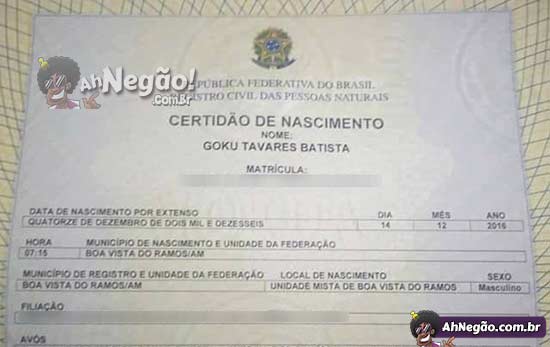 AhNegão!
.com.br
REPÚBLICA FEDERATIVA DO BRASIL
REGISTRO CIVIL DAS PESSOAS NATURAIS
CERTIDÃO DE NASCIMENTO
NOME:
GOKU TAVARES BATISTA
MATRÍCULA:
DATA DE NASCIMENTO POR EXTENSO DIA MÊS ANO
QUATORZE DE DEZEMBRO DE DOIS MIL E DEZESSEIS 14 12 2016
HORA MUNICÍPIO DE NASCIMENTO E UNIDADE DA FEDERAÇÃO
07:15 BOA VISTA DO RAMOS/AM
MUNICÍPIO DE REGISTRO E UNIDADE DA FEDERAÇÃO LOCAL DE NASCIMENTO SEXO
BOA VISTA DO RAMOS/AM UNIDADE MISTA DE BOA VISTA DO RAMOS Masculino
FILIAÇÃO
AVÓS
AhNegão.com.br